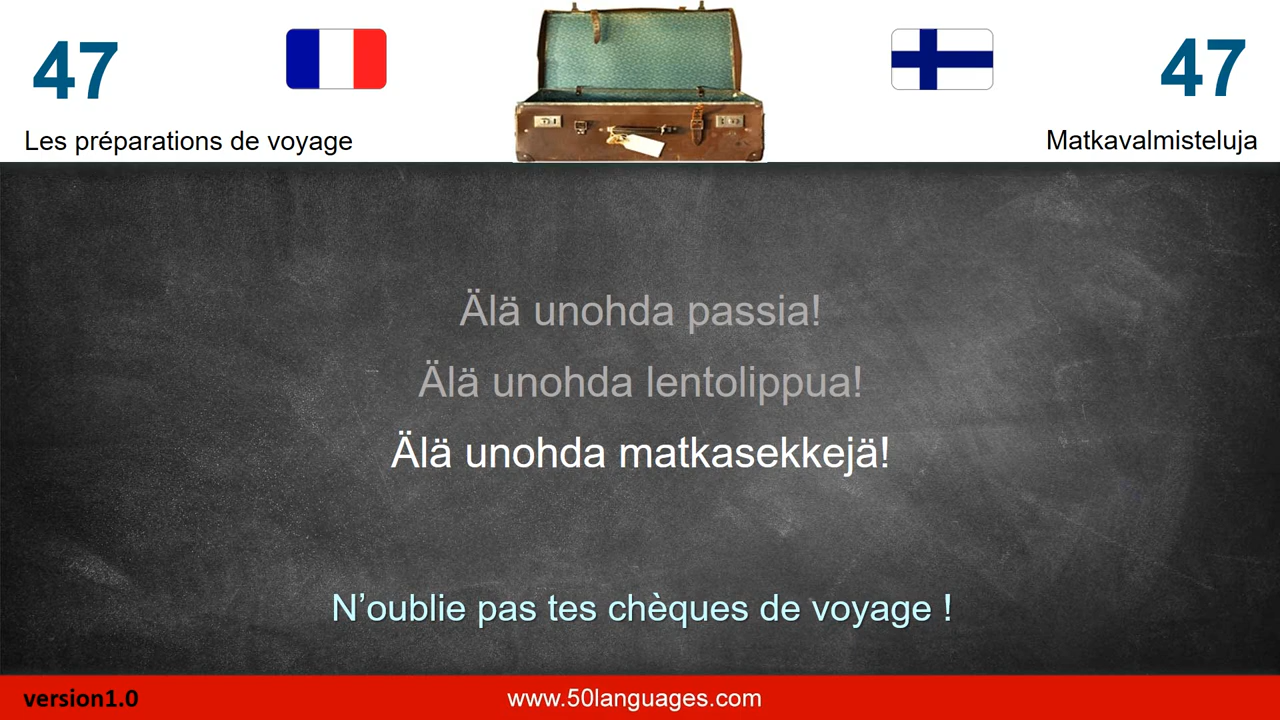 47
47
Les préparations de voyage
Matkavalmisteluja
Älä unohda passia!
Älä unohda lentolippua!
Älä unohda matkasekkejä!
N’oublie pas tes chèques de voyage !
version1.0
www.50languages.com